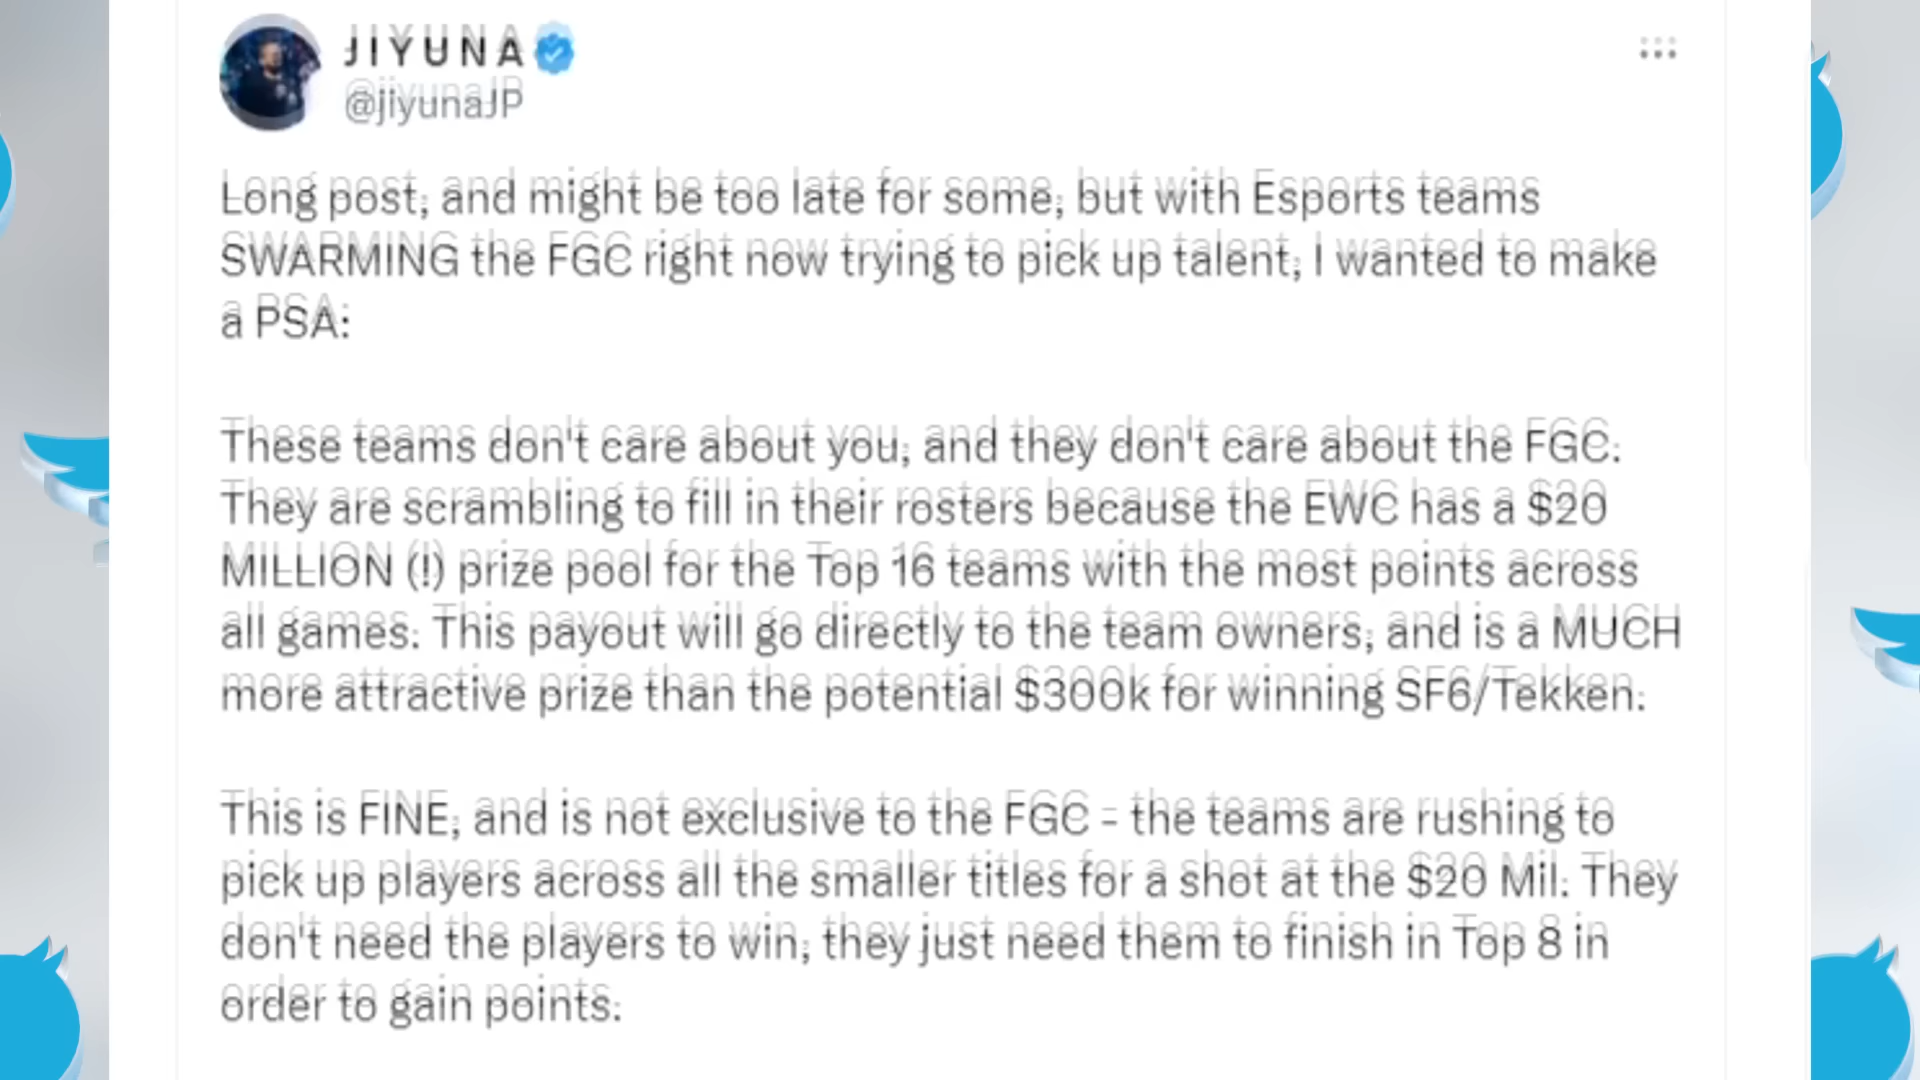 JIYUNA
@jiyunaJP
Long post, and might be too late for some, but with Esports teams
SWARMING the FGC right now trying to pick up talent, I wanted to make
a PSA:
These teams don't care about you, and they don't care about the FGC.
They are scrambling to fill in their rosters because the EWC has a $20
MILLION (!) prize pool for the Top 16 teams with the most points across
all games. This payout will go directly to the team owners, and is a MUCH
more attractive prize than the potential $300k for winning SF6/Tekken.
This is FINE, and is not exclusive to the FGC - the teams are rushing to
pick up players across all the smaller titles for a shot at the $20 Mil. They
don't need the players to win, they just need them to finish in Top 8 in
order to gain points.